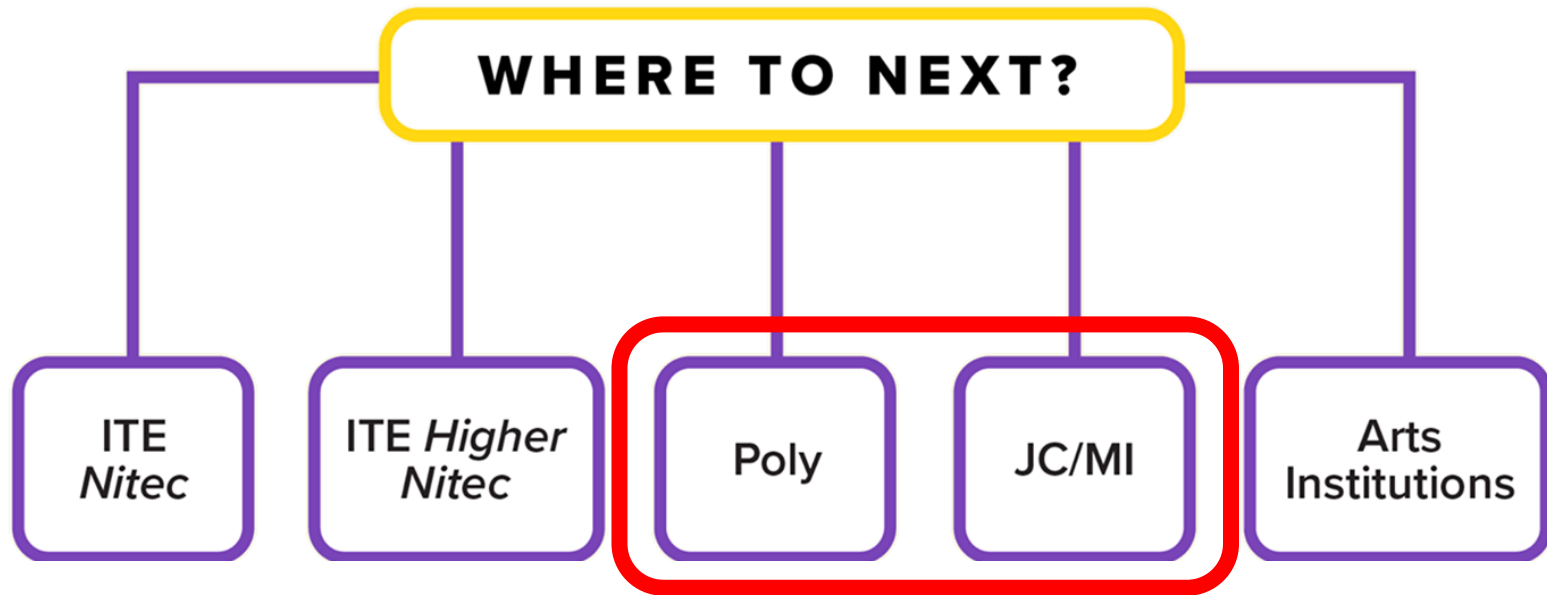 WHERE TO NEXT?
ITE
Nitec
ITE Higher
Nitec
Poly
JC/MI
Arts
Institutions